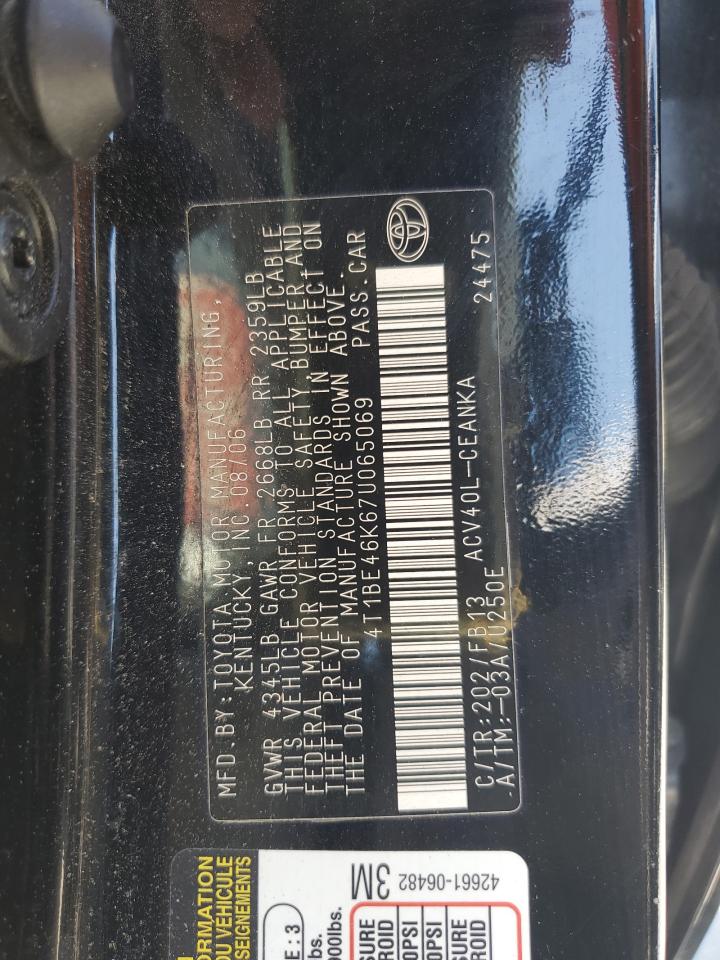 MFD.BY:TOYOTA MOTOR MANUFACTURING,
KENTUCKY, INC.08/06
GVWR 4345LB GAWR FR 2668LB RR 2359LB
THIS VEHICLE CONFORMS TO ALL APPLICABLE
FEDERAL MOTOR VEHICLE SAFETY BUMPER AND
THEFT PREVENTION STANDARDS IN EFFECT ON
THE DATE OF MANUFACTURE SHOWN ABOVE.
4T1BE46K67U065069 PASS.CAR
C/TR:202/FB13 ACV40L-CEANKA 24475
A/TM:-03A/U250E
42661-06482
3M